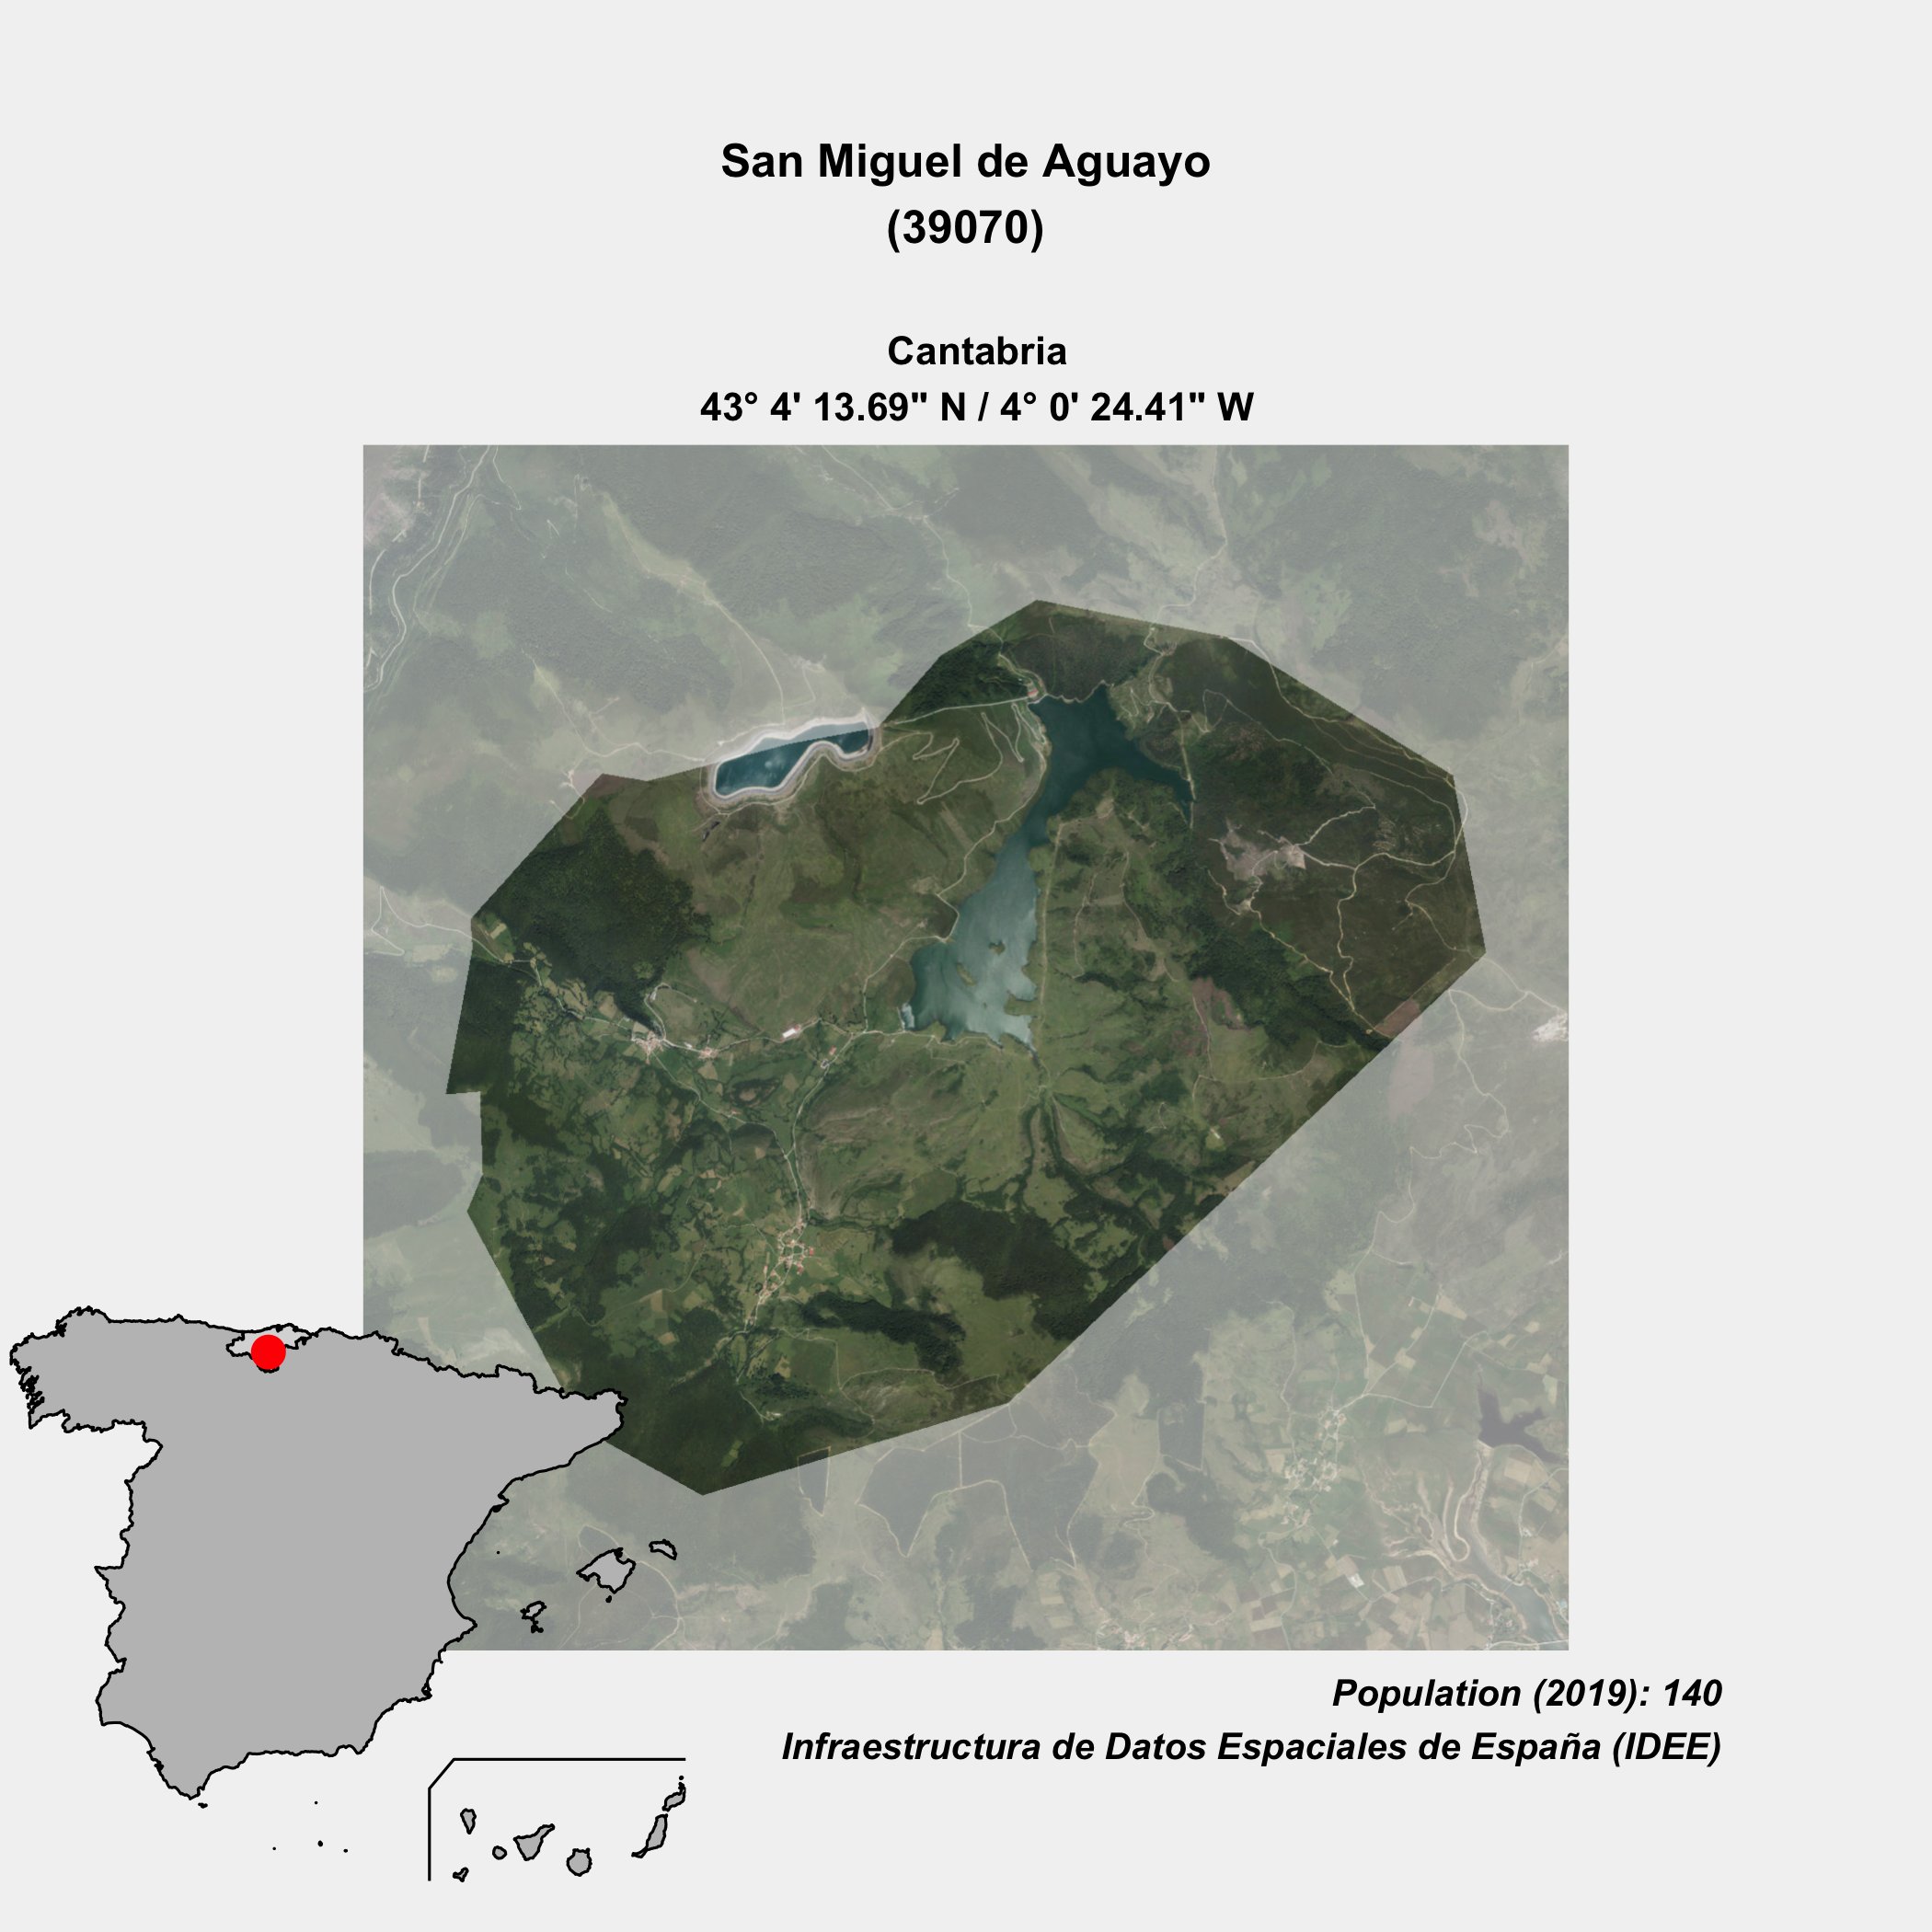 San Miguel de Aguayo
(39070)
Cantabria
43° 4' 13.69" N / 4° 0' 24.41" W
Population (2019): 140
Infraestructura de Datos Espaciales de España (IDEE)